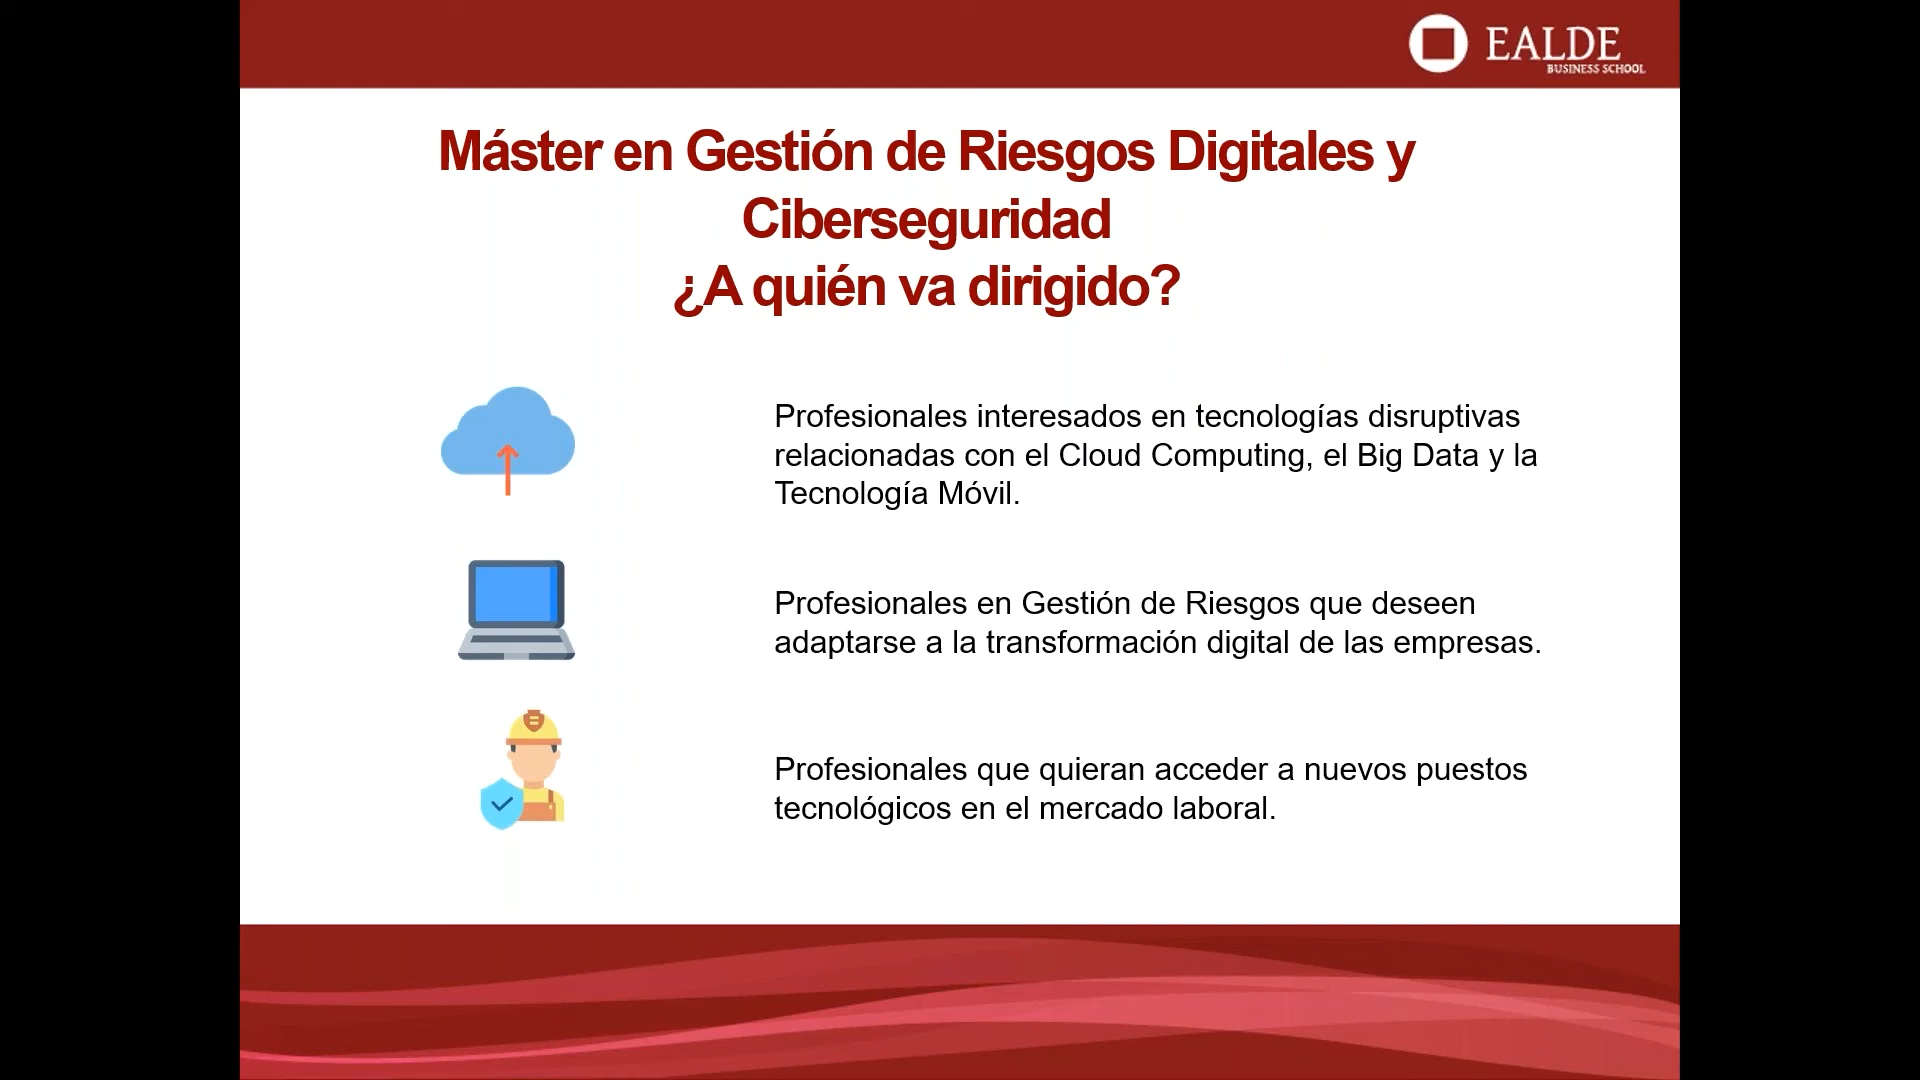 EALDE
BUSINESS SCHOOL
Máster en Gestión de Riesgos Digitales y
Ciberseguridad
¿A quién va dirigido?
Profesionales interesados en tecnologías disruptivas
relacionadas con el Cloud Computing, el Big Data y la
Tecnología Móvil.
Profesionales en Gestión de Riesgos que deseen
adaptarse a la transformación digital de las empresas.
Profesionales que quieran acceder a nuevos puestos
tecnológicos en el mercado laboral.